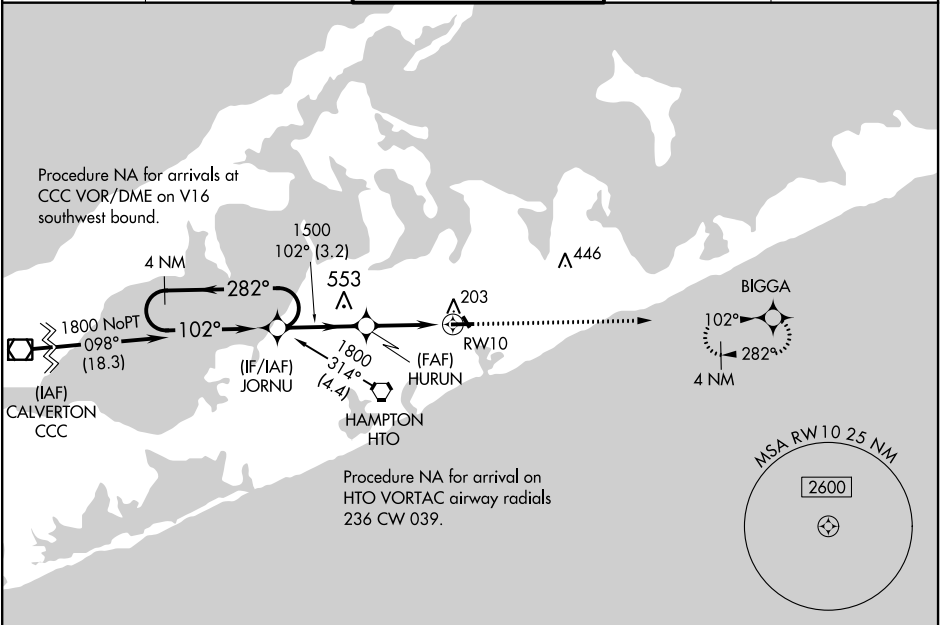 Procedure NA for arrivals at
CCC VOR/DME on V16
southwest bound.
1500
102° (3.2)
4 NM
282°
553
446
BIGGA
203
1800 NoPT
098°
(18.3)
102°
RW10
102°
282°
4 NM
(IF/IAF)
JORNU
1800
314°
(4.4)
(FAF)
HURUN
(IAF)
CALVERTON
CCC
HAMPTON
HTO
Procedure NA for arrival on
HTO VORTAC airway radials
236 CW 039.
MSA RW10 25 NM
2600